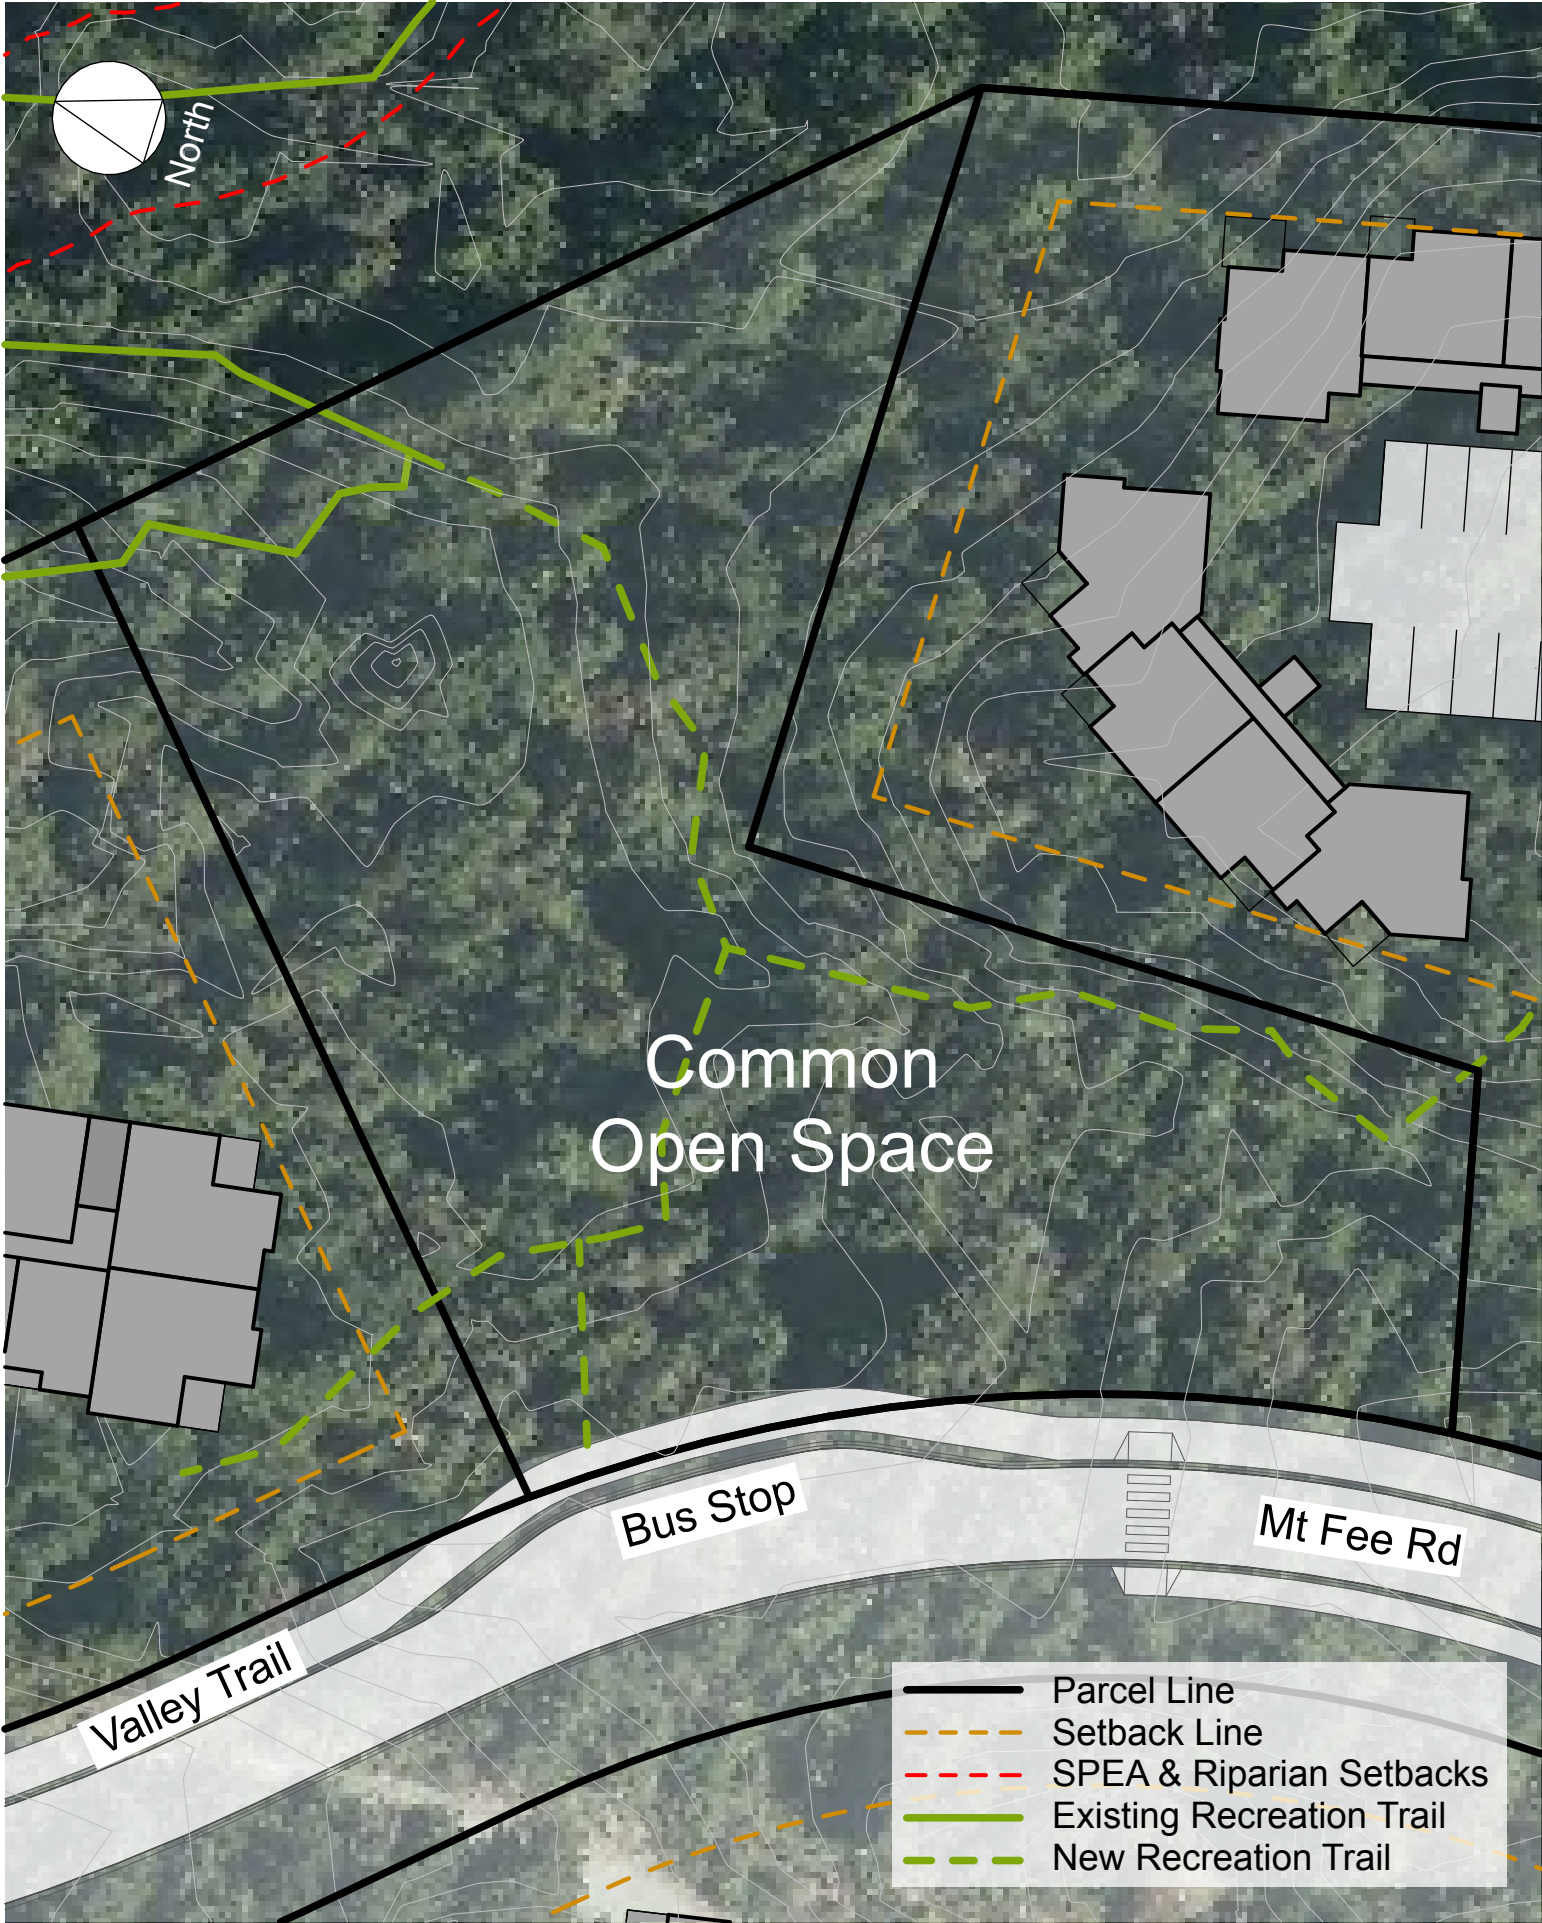 North
Common
Open Space
Bus Stop
Mt Fee Rd
Valley Trail
Parcel Line
Setback Line
SPEA & Riparian Setbacks
Existing Recreation Trail
New Recreation Trail